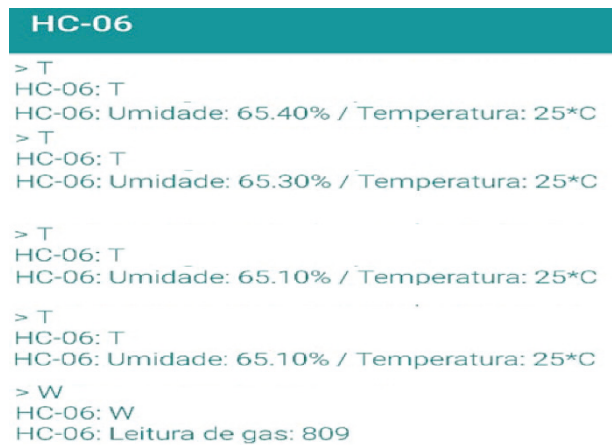 HC-06
> T
HC-06: T
HC-06: Umidade: 65.40% / Temperatura: 25*C
> T
HC-06: T
HC-06: Umidade: 65.30% / Temperatura: 25*C
> T
HC-06: T
HC-06: Umidade: 65.10% / Temperatura: 25*C
> T
HC-06: T
HC-06: Umidade: 65.10% / Temperatura: 25*C
> W
HC-06: W
HC-06: Leitura de gas: 809